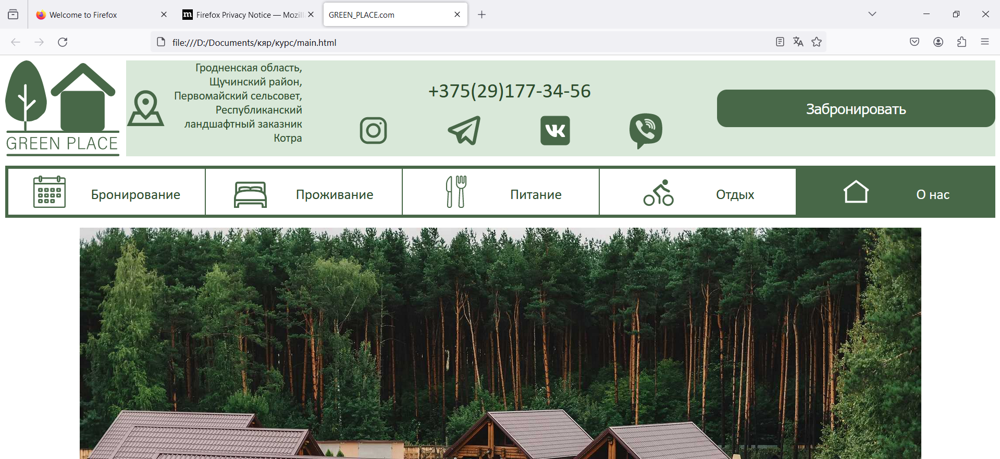 Welcome to Firefox
Firefox Privacy Notice — Mozill
GREEN_PLACE.com
file:///D:/Documents/кяр/курс/main.html
GREEN PLACE
Гродненская область,
Щучинский район,
Первомайский сельсовет,
Республиканский
ландшафтный заказник
Котра
+375(29)177-34-56
Забронировать
Бронирование
Проживание
Питание
Отдых
О нас